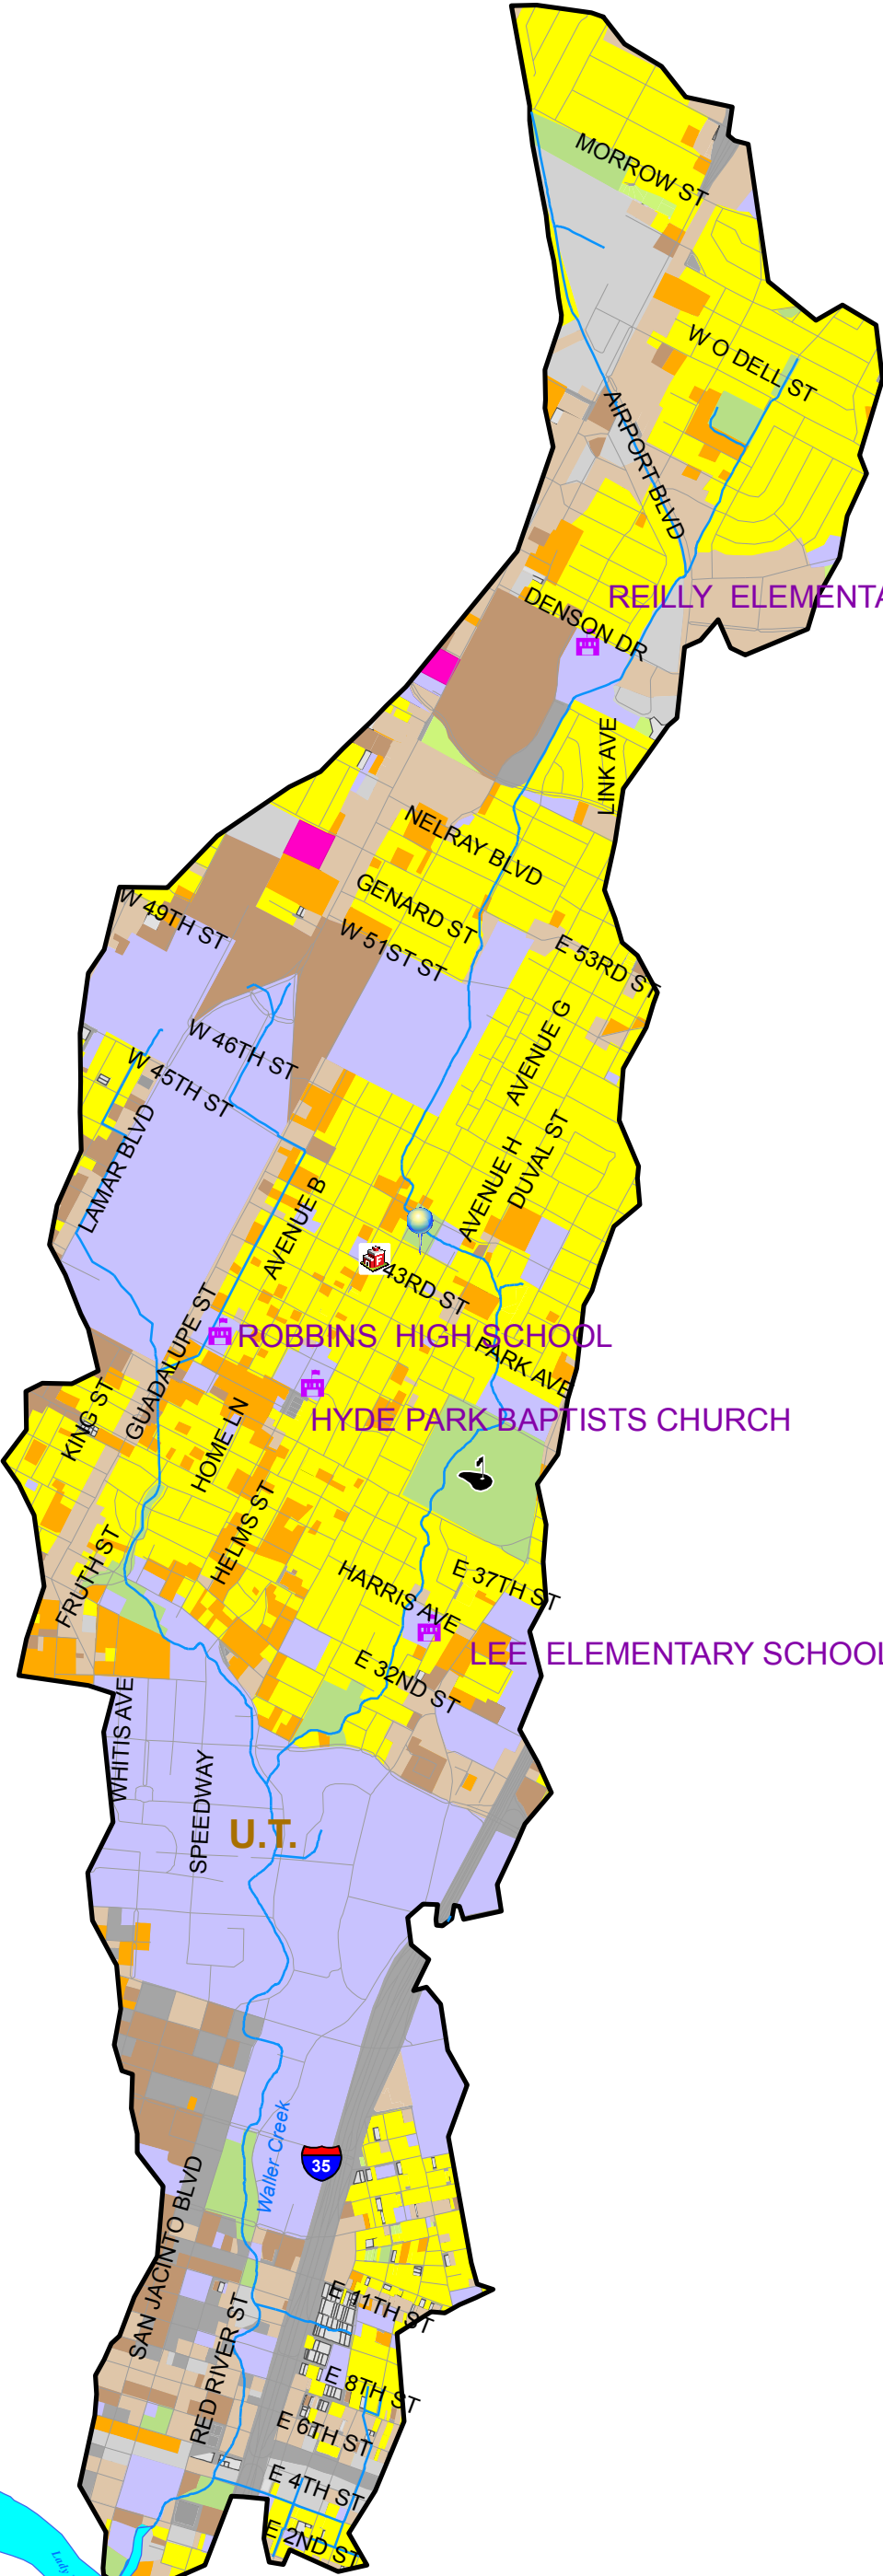 MORROW ST
W O DELL ST
AIRPORT BLVD
REILLY ELEMENTA
DENSON DR
LINK AVE
NELRAY BLVD
GENARD ST
W 49TH ST
W 51ST ST
E 53RD ST
AVENUE G
W 46TH ST
W 45TH ST
LAMAR BLVD
DUVAL ST
AVENUE H
AVENUE B
43RD ST
GUADALUPE ST
ROBBINS HIGH SCHOOL
PARK AVE
KING ST
HYDE PARK BAPTISTS CHURCH
HOME LN
HELMS ST
FRUTH ST
HARRIS AVE
E 37TH ST
LEE ELEMENTARY SCHOOL
E 32ND ST
WHITIS AVE
SPEEDWAY
U.T.
Waller Creek
35
SAN JACINTO BLVD
RED RIVER ST
E 11TH ST
E 8TH ST
E 6TH ST
E 4TH ST
E 2ND ST
Lady